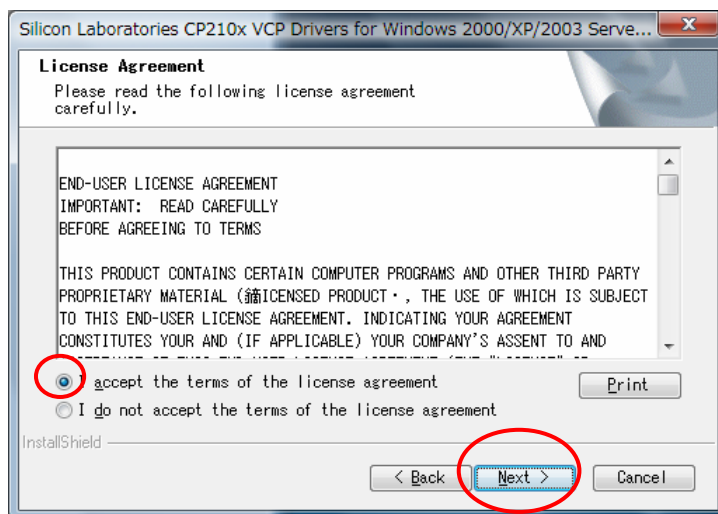 Silicon Laboratories CP210x VCP Drivers for Windows 2000/XP/2003 Serve...
License Agreement
Please read the following license agreement
carefully.
END-USER LICENSE AGREEMENT
IMPORTANT: READ CAREFULLY
BEFORE AGREEING TO TERMS
THIS PRODUCT CONTAINS CERTAIN COMPUTER PROGRAMS AND OTHER THIRD PARTY
PROPRIETARY MATERIAL (鏑ICENSED PRODUCT・, THE USE OF WHICH IS SUBJECT
TO THIS END-USER LICENSE AGREEMENT. INDICATING YOUR AGREEMENT
CONSTITUTES YOUR AND (IF APPLICABLE) YOUR COMPANY'S ASSENT TO AND
I accept the terms of the license agreement
Print
I do not accept the terms of the license agreement
InstallShield
< Back
Next >
Cancel